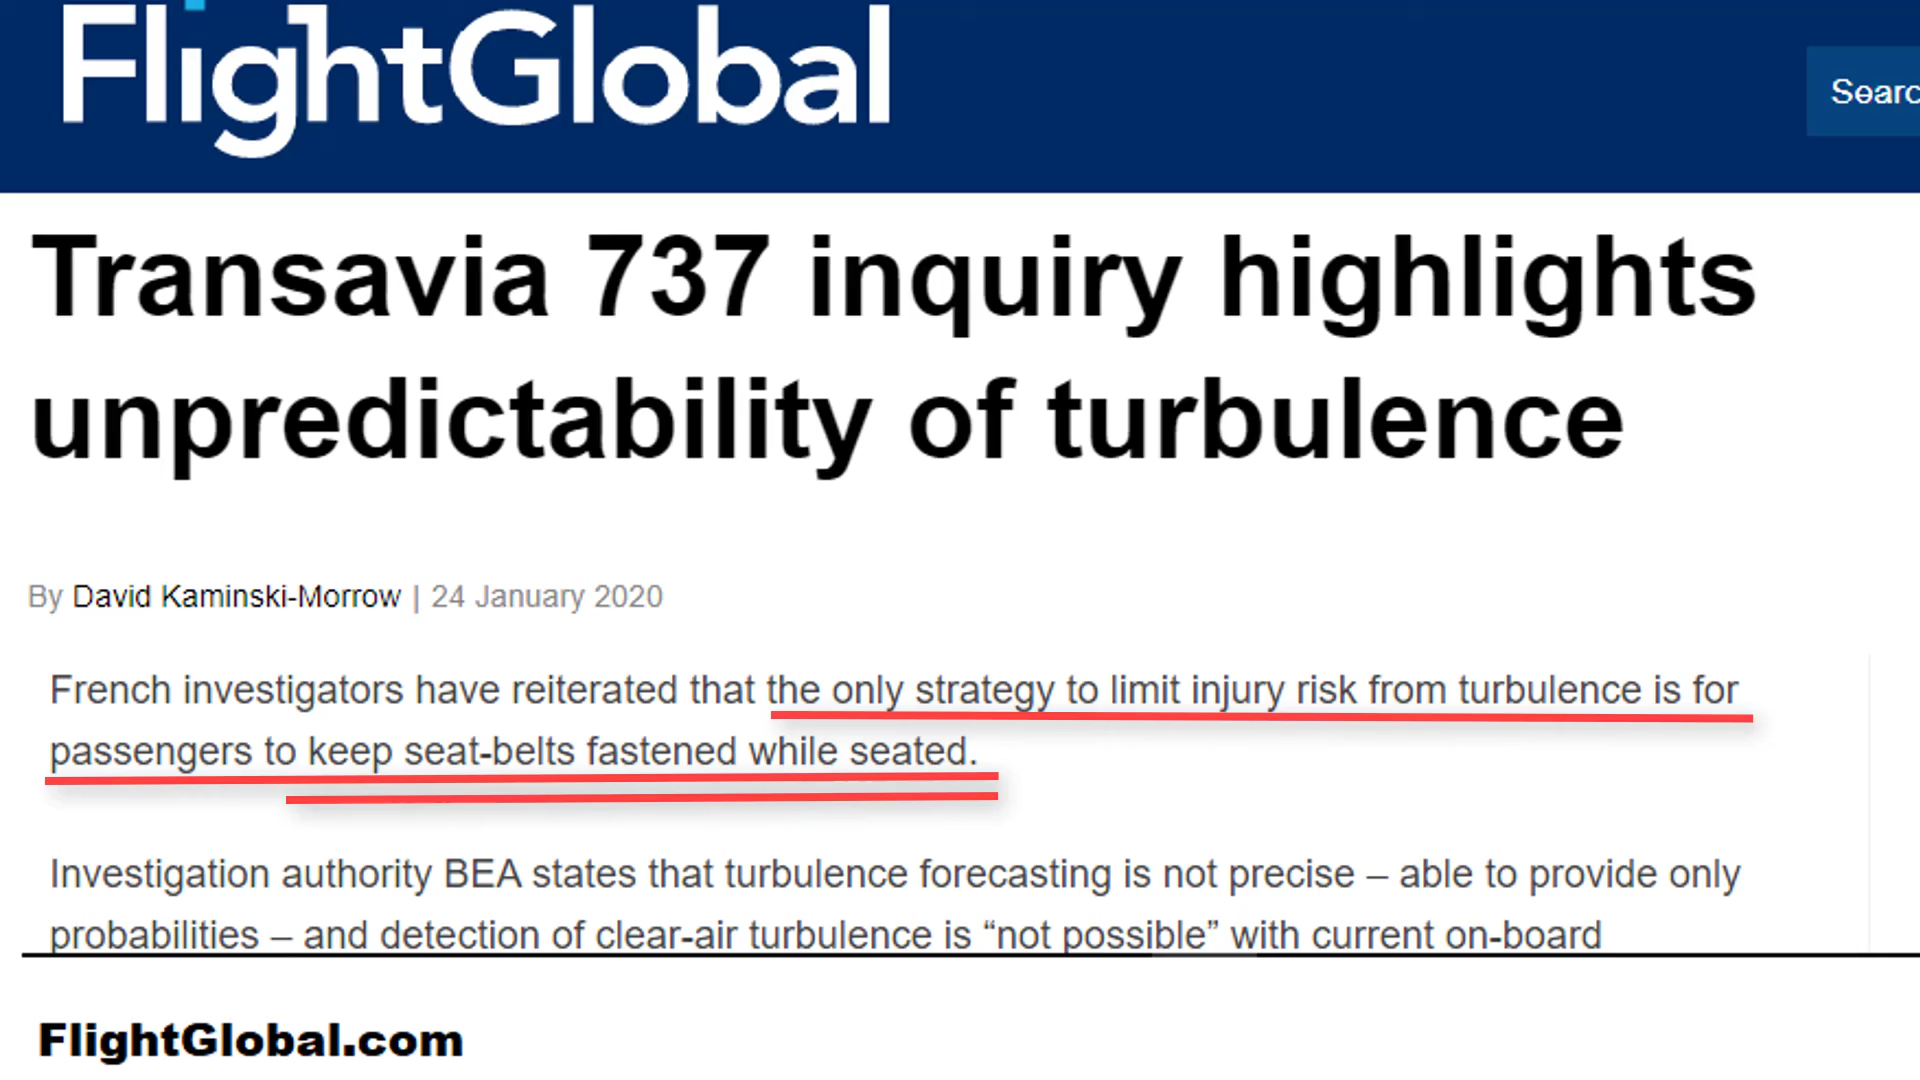 FlightGlobal
Searc
Transavia 737 inquiry highlights
unpredictability of turbulence
By David Kaminski-Morrow | 24 January 2020
French investigators have reiterated that the only strategy to limit injury risk from turbulence is for
passengers to keep seat-belts fastened while seated.
Investigation authority BEA states that turbulence forecasting is not precise – able to provide only
probabilities – and detection of clear-air turbulence is “not possible” with current on-board
FlightGlobal.com